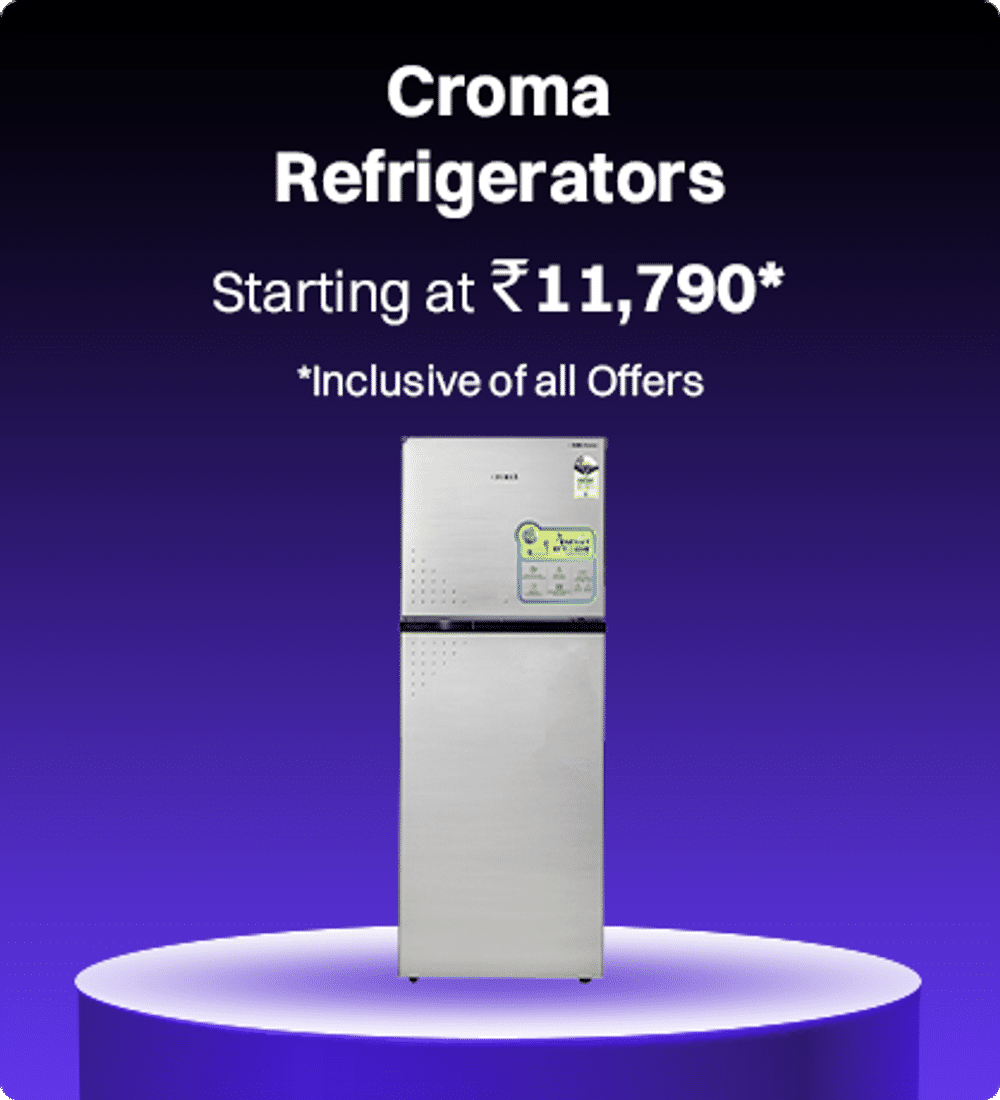 Croma
Refrigerators
Starting at ₹11,790*
*Inclusive of all Offers